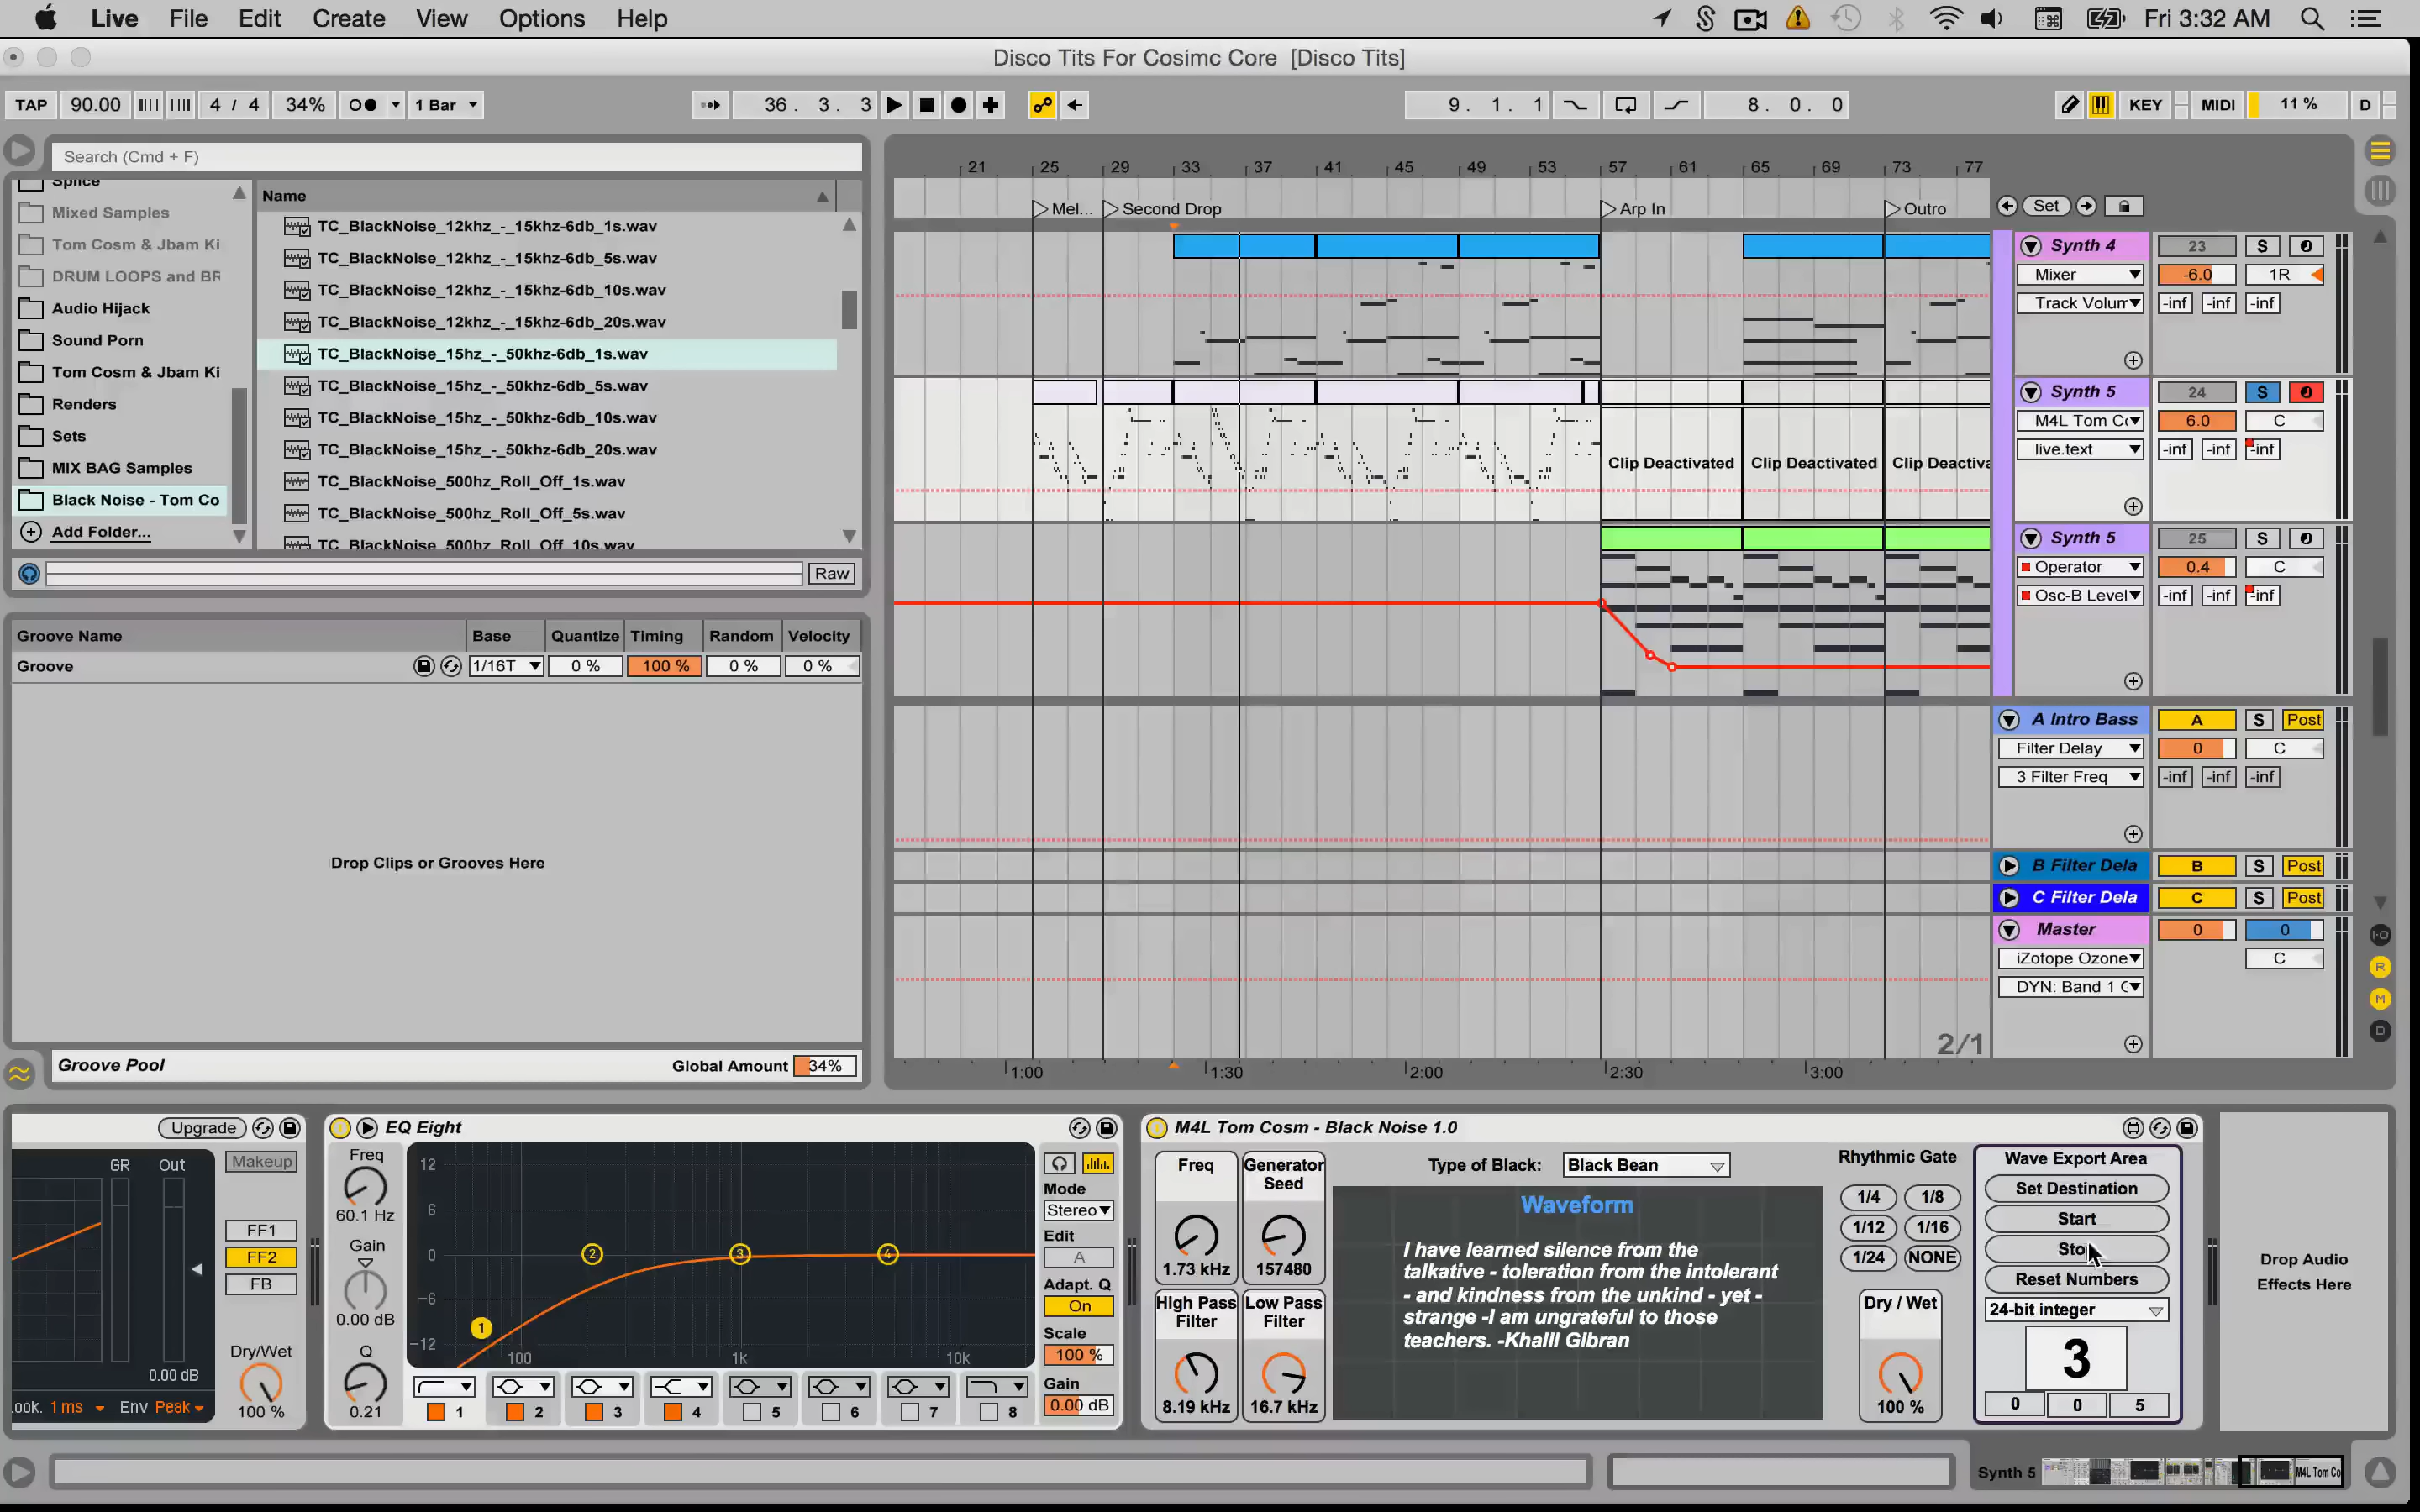 Live File Edit Create View Options Help Fri 3:32 AM
Disco Tits For Cosimc Core [Disco Tits]
TAP 90.00 4 / 4 34% 1 Bar 36. 3. 3 9. 1. 1 8. 0. 0 KEY MIDI 11 % D
Search (Cmd + F)
Splice
Mixed Samples
Tom Cosm & Jbam Ki
DRUM LOOPS and BR
Audio Hijack
Sound Porn
Tom Cosm & Jbam Ki
Renders
Sets
MIX BAG Samples
Black Noise - Tom Co
Add Folder...
Name
TC_BlackNoise_12khz_-_15khz-6db_1s.wav
TC_BlackNoise_12khz_-_15khz-6db_5s.wav
TC_BlackNoise_12khz_-_15khz-6db_10s.wav
TC_BlackNoise_12khz_-_15khz-6db_20s.wav
TC_BlackNoise_15hz_-_50khz-6db_1s.wav
TC_BlackNoise_15hz_-_50khz-6db_5s.wav
TC_BlackNoise_15hz_-_50khz-6db_10s.wav
TC_BlackNoise_15hz_-_50khz-6db_20s.wav
TC_BlackNoise_500hz_Roll_Off_1s.wav
TC_BlackNoise_500hz_Roll_Off_5s.wav
TC_BlackNoise_500hz_Roll_Off_10s.wav
Raw
Groove Name Base Quantize Timing Random Velocity
Groove 1/16T 0 % 100 % 0 % 0 %
Drop Clips or Grooves Here
Groove Pool Global Amount 34%
21 25 29 33 37 41 45 49 53 57 61 65 69 73 77
Mel... Second Drop Arp In Outro Set
Clip Deactivated Clip Deactivated Clip Deactiva
2/1
1:00 1:30 2:00 2:30 3:00
Synth 4 23 S
Mixer -6.0 1R
Track Volum -inf -inf -inf
Synth 5 24 S
M4L Tom Co 6.0 C
live.text -inf -inf -inf
Synth 5 25 S
Operator 0.4 C
Osc-B Level -inf -inf -inf
A Intro Bass A S Post
Filter Delay 0 C
3 Filter Freq -inf -inf -inf
B Filter Dela B S Post
C Filter Dela C S Post
Master 0 0
iZotope Ozone C
DYN: Band 1
I-O
R
M
D
Upgrade
GR Out Makeup
FF1
FF2
FB
Dry/Wet
0.00 dB
ook. 1 ms Env Peak 100 %
EQ Eight
Freq
60.1 Hz
Gain
0.00 dB
Q
0.21
12
6
0
-6
-12
100 1k 10k
1 2 3 4
1 2 3 4 5 6 7 8
Mode
Stereo
Edit
A
Adapt. Q
On
Scale
100 %
Gain
0.00 dB
M4L Tom Cosm - Black Noise 1.0
Freq
1.73 kHz
Generator
Seed
157480
High Pass
Filter
8.19 kHz
Low Pass
Filter
16.7 kHz
Type of Black: Black Bean
Waveform
I have learned silence from the
talkative - toleration from the intolerant
- and kindness from the unkind - yet -
strange -I am ungrateful to those
teachers. -Khalil Gibran
Rhythmic Gate
1/4 1/8
1/12 1/16
1/24 NONE
Dry / Wet
100 %
Wave Export Area
Set Destination
Start
Sto
Reset Numbers
24-bit integer
3
0 0 5
Drop Audio
Effects Here
Synth 5 M4L Tom Co